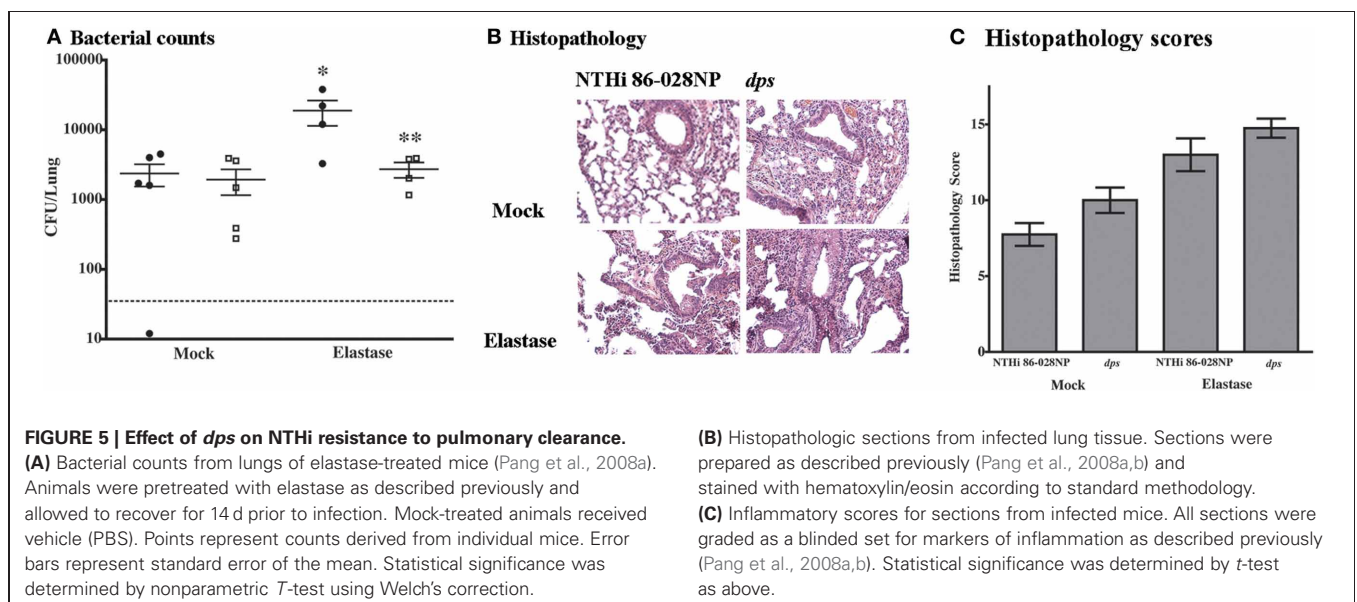 A Bacterial counts
100000
10000
1000
100
10
CFU/Lung
*
**
Mock
Elastase
B Histopathology
NTHi 86-028NP dps
Mock
Elastase
C Histopathology scores
15
10
5
0
Histopathology Score
NTHi 86-028NP dps NTHi 86-028NP dps
Mock Elastase
FIGURE 5 | Effect of dps on NTHi resistance to pulmonary clearance.
(A) Bacterial counts from lungs of elastase-treated mice (Pang et al., 2008a).
Animals were pretreated with elastase as described previously and
allowed to recover for 14 d prior to infection. Mock-treated animals received
vehicle (PBS). Points represent counts derived from individual mice. Error
bars represent standard error of the mean. Statistical significance was
determined by nonparametric T-test using Welch's correction.
(B) Histopathologic sections from infected lung tissue. Sections were
prepared as described previously (Pang et al., 2008a,b) and
stained with hematoxylin/eosin according to standard methodology.
(C) Inflammatory scores for sections from infected mice. All sections were
graded as a blinded set for markers of inflammation as described previously
(Pang et al., 2008a,b). Statistical significance was determined by t-test
as above.